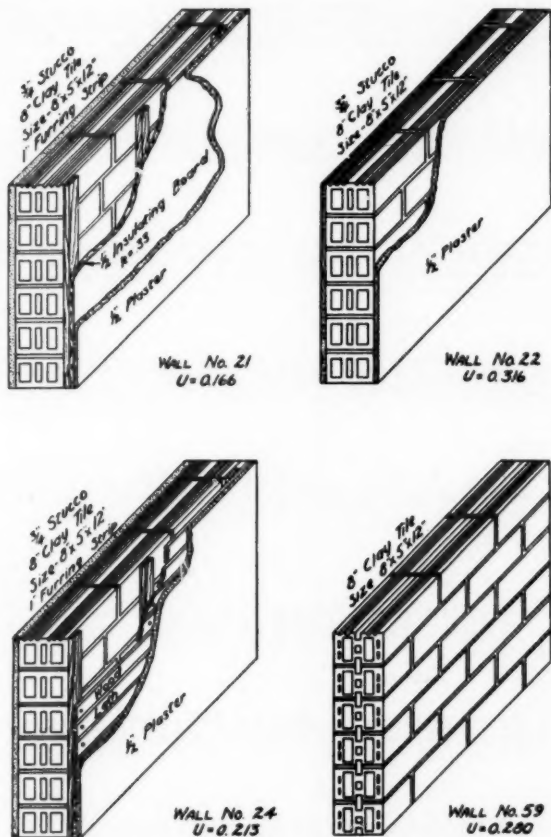 3/4" Stucco
8" Clay Tile
Size-8"x5"x12"
1" Furring Strip
1/2" Insulating Board
k=.33
1/2" Plaster
WALL No. 21
U=0.166
3/4" Stucco
8" Clay Tile
Size-8"x5"x12"
1/2" Plaster
WALL No. 22
U=0.316
3/4" Stucco
8" Clay Tile
Size-8"x5"x12"
1" Furring Strip
Wood
Lath
1/2" Plaster
WALL No. 24
U=0.213
8" Clay Tile
Size-8"x5"x12"
WALL No. 59
U=0.280